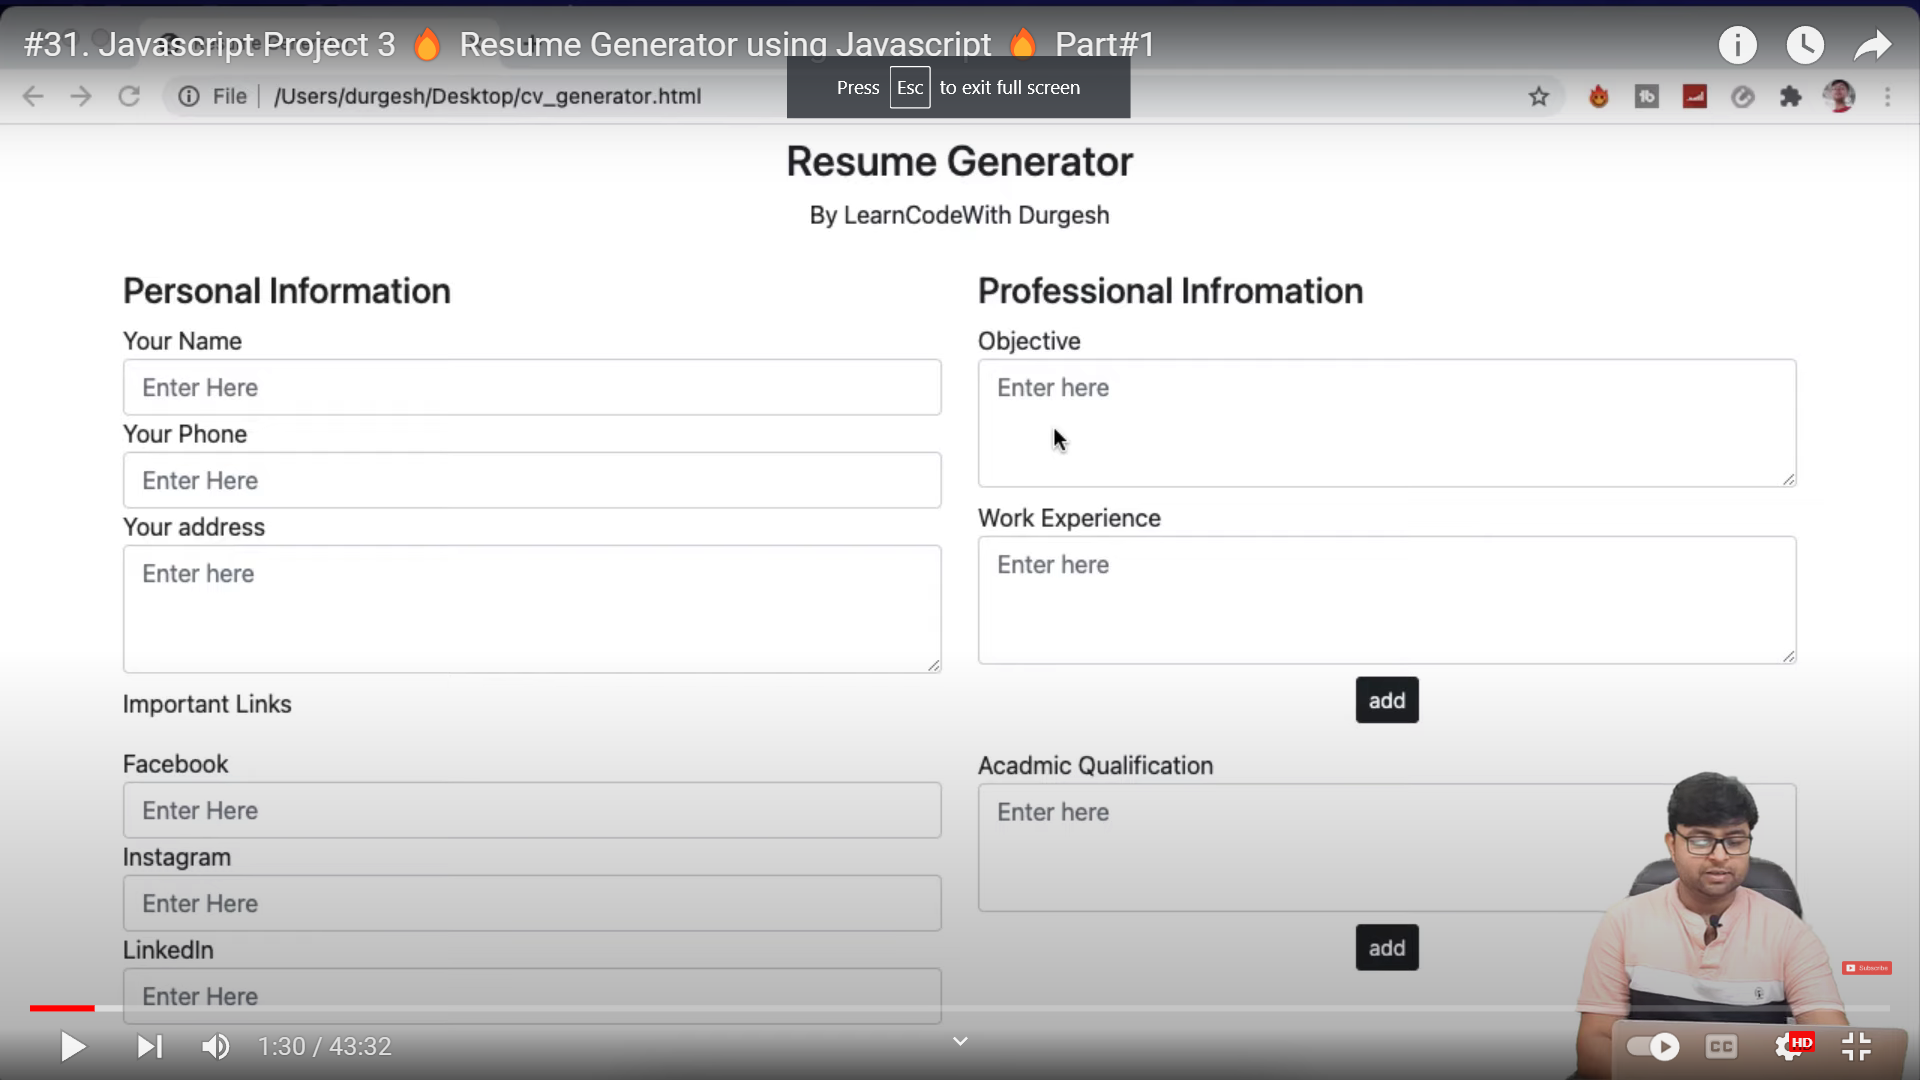 #31. Javascript Project 3 🔥 Resume Generator using Javascript 🔥 Part#1
Press Esc to exit full screen
File /Users/durgesh/Desktop/cv_generator.html
Resume Generator
By LearnCodeWith Durgesh
Personal Information
Your Name
Enter Here
Your Phone
Enter Here
Your address
Enter here
Important Links
Facebook
Enter Here
Instagram
Enter Here
LinkedIn
Enter Here
Professional Infromation
Objective
Enter here
Work Experience
Enter here
add
Acadmic Qualification
Enter here
add
Subscribe
1:30 / 43:32
CC
HD